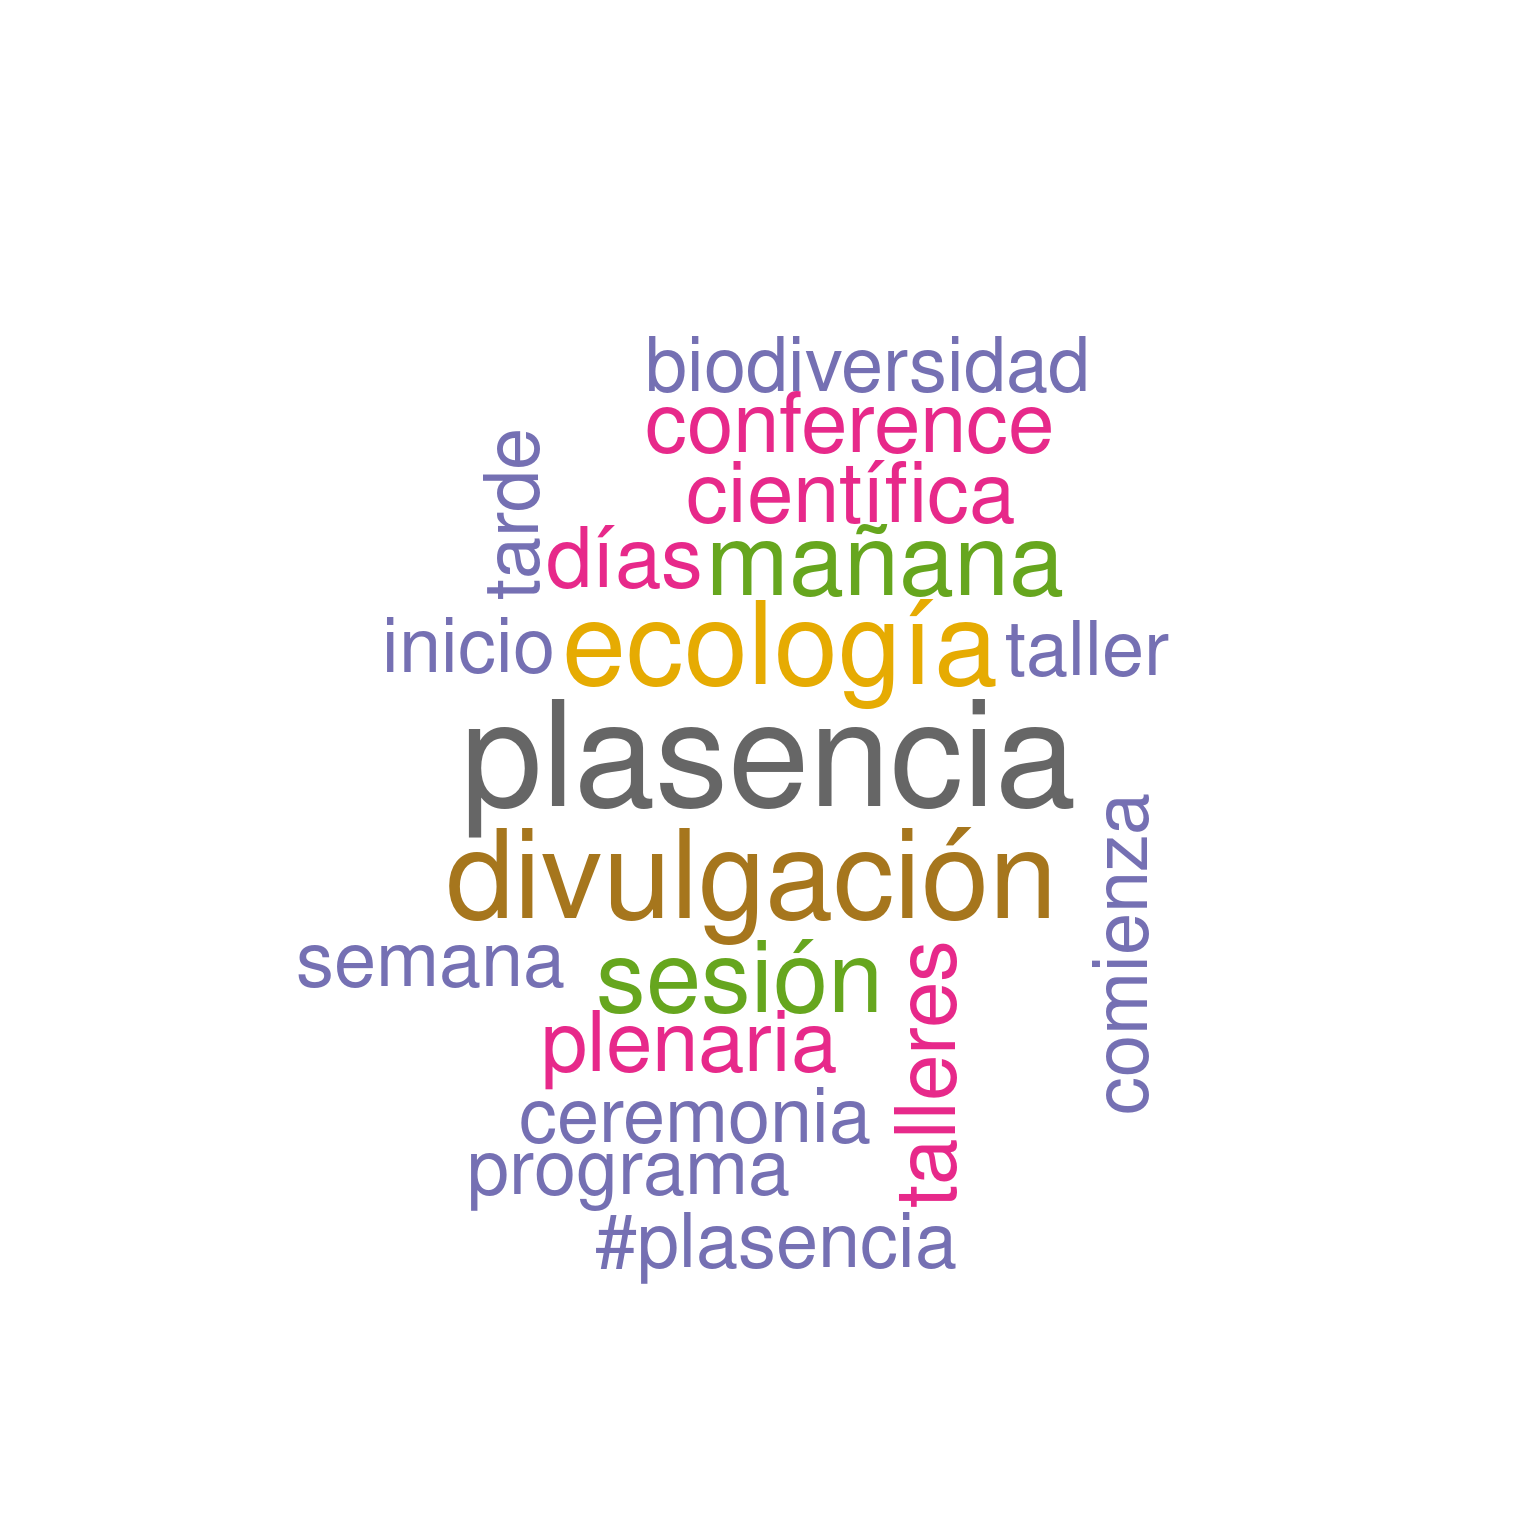 biodiversidad
conference
científica
tarde
días mañana
inicio ecología taller
plasencia
divulgación
comienza
semana sesión
talleres
plenaria
ceremonia
programa
#plasencia